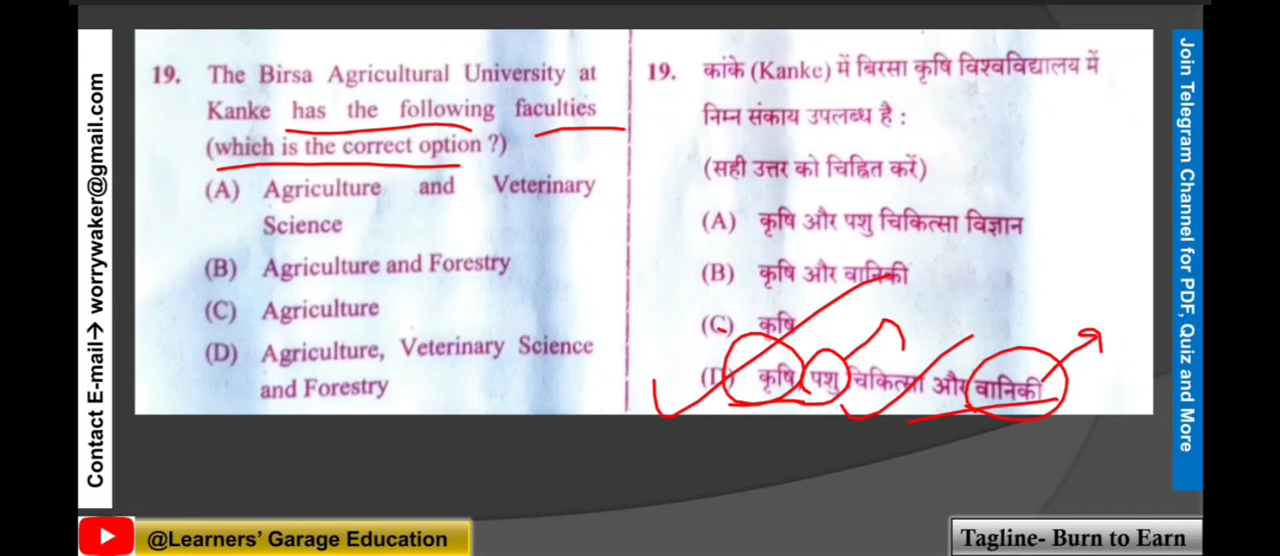 Contact E-mail→ worrywaker@gmail.com
19. The Birsa Agricultural University at
Kanke has the following faculties
(which is the correct option ?)
(A) Agriculture and Veterinary
Science
(B) Agriculture and Forestry
(C) Agriculture
(D) Agriculture, Veterinary Science
and Forestry
19. कांके (Kanke) में बिरसा कृषि विश्वविद्यालय में
निम्न संकाय उपलब्ध है :
(सही उत्तर को चिह्नित करें)
(A) कृषि और पशु चिकित्सा विज्ञान
(B) कृषि और वानिकी
(C) कृषि
(D) कृषि, पशु चिकित्सा और वानिकी
Join Telegram Channel for PDF, Quiz and More
@Learners’ Garage Education
Tagline- Burn to Earn